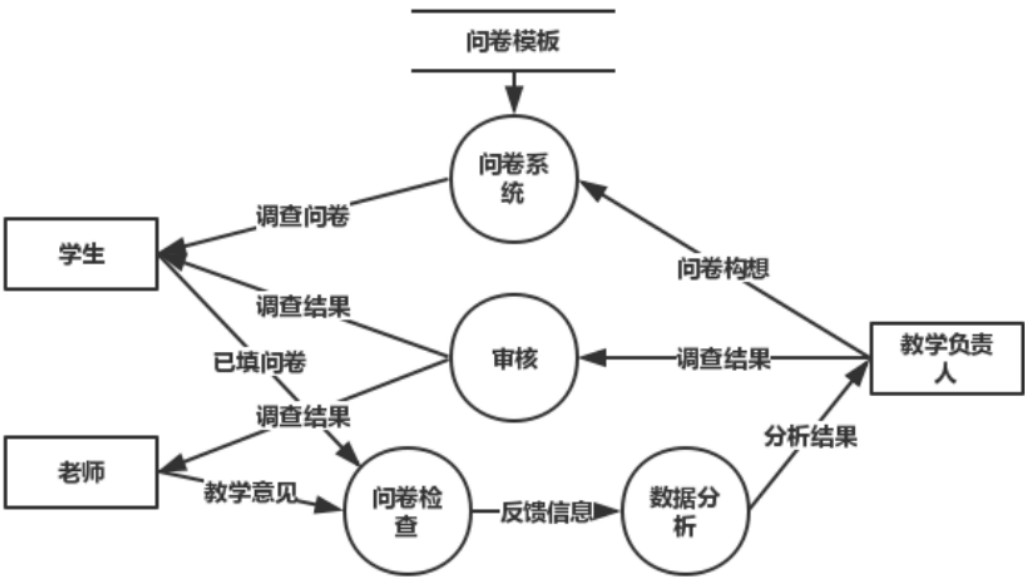 问卷模板
问卷系
统
调查问卷
学生
问卷构想
调查结果
教学负责
人
审核
调查结果
已填问卷
调查结果
分析结果
老师
教学意见
问卷检
查
反馈信息
数据分
析